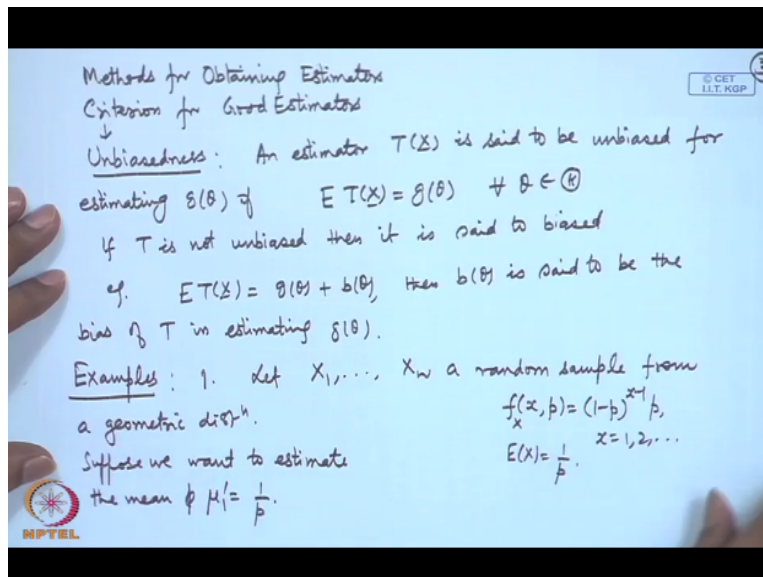 Methods for Obtaining Estimators
Criterion for Good Estimators
© CET
I.I.T. KGP
↓
Unbiasedness : An estimator T(X) is said to be unbiased for
estimating g(θ) if E T(X) = g(θ) ∀ θ ∈ Ⓗ
If T is not unbiased then it is said to biased
If. E T(X) = g(θ) + b(θ), then b(θ) is said to be the
bias of T in estimating g(θ).
Examples : 1. Let X₁, ..., Xₙ a random sample from
a geometric distⁿ.
f_X(x, p) = (1-p)^{x-1} p,
x = 1, 2, ...
Suppose we want to estimate
E(X) = 1/p.
the mean μ₁' = 1/p.
NPTEL